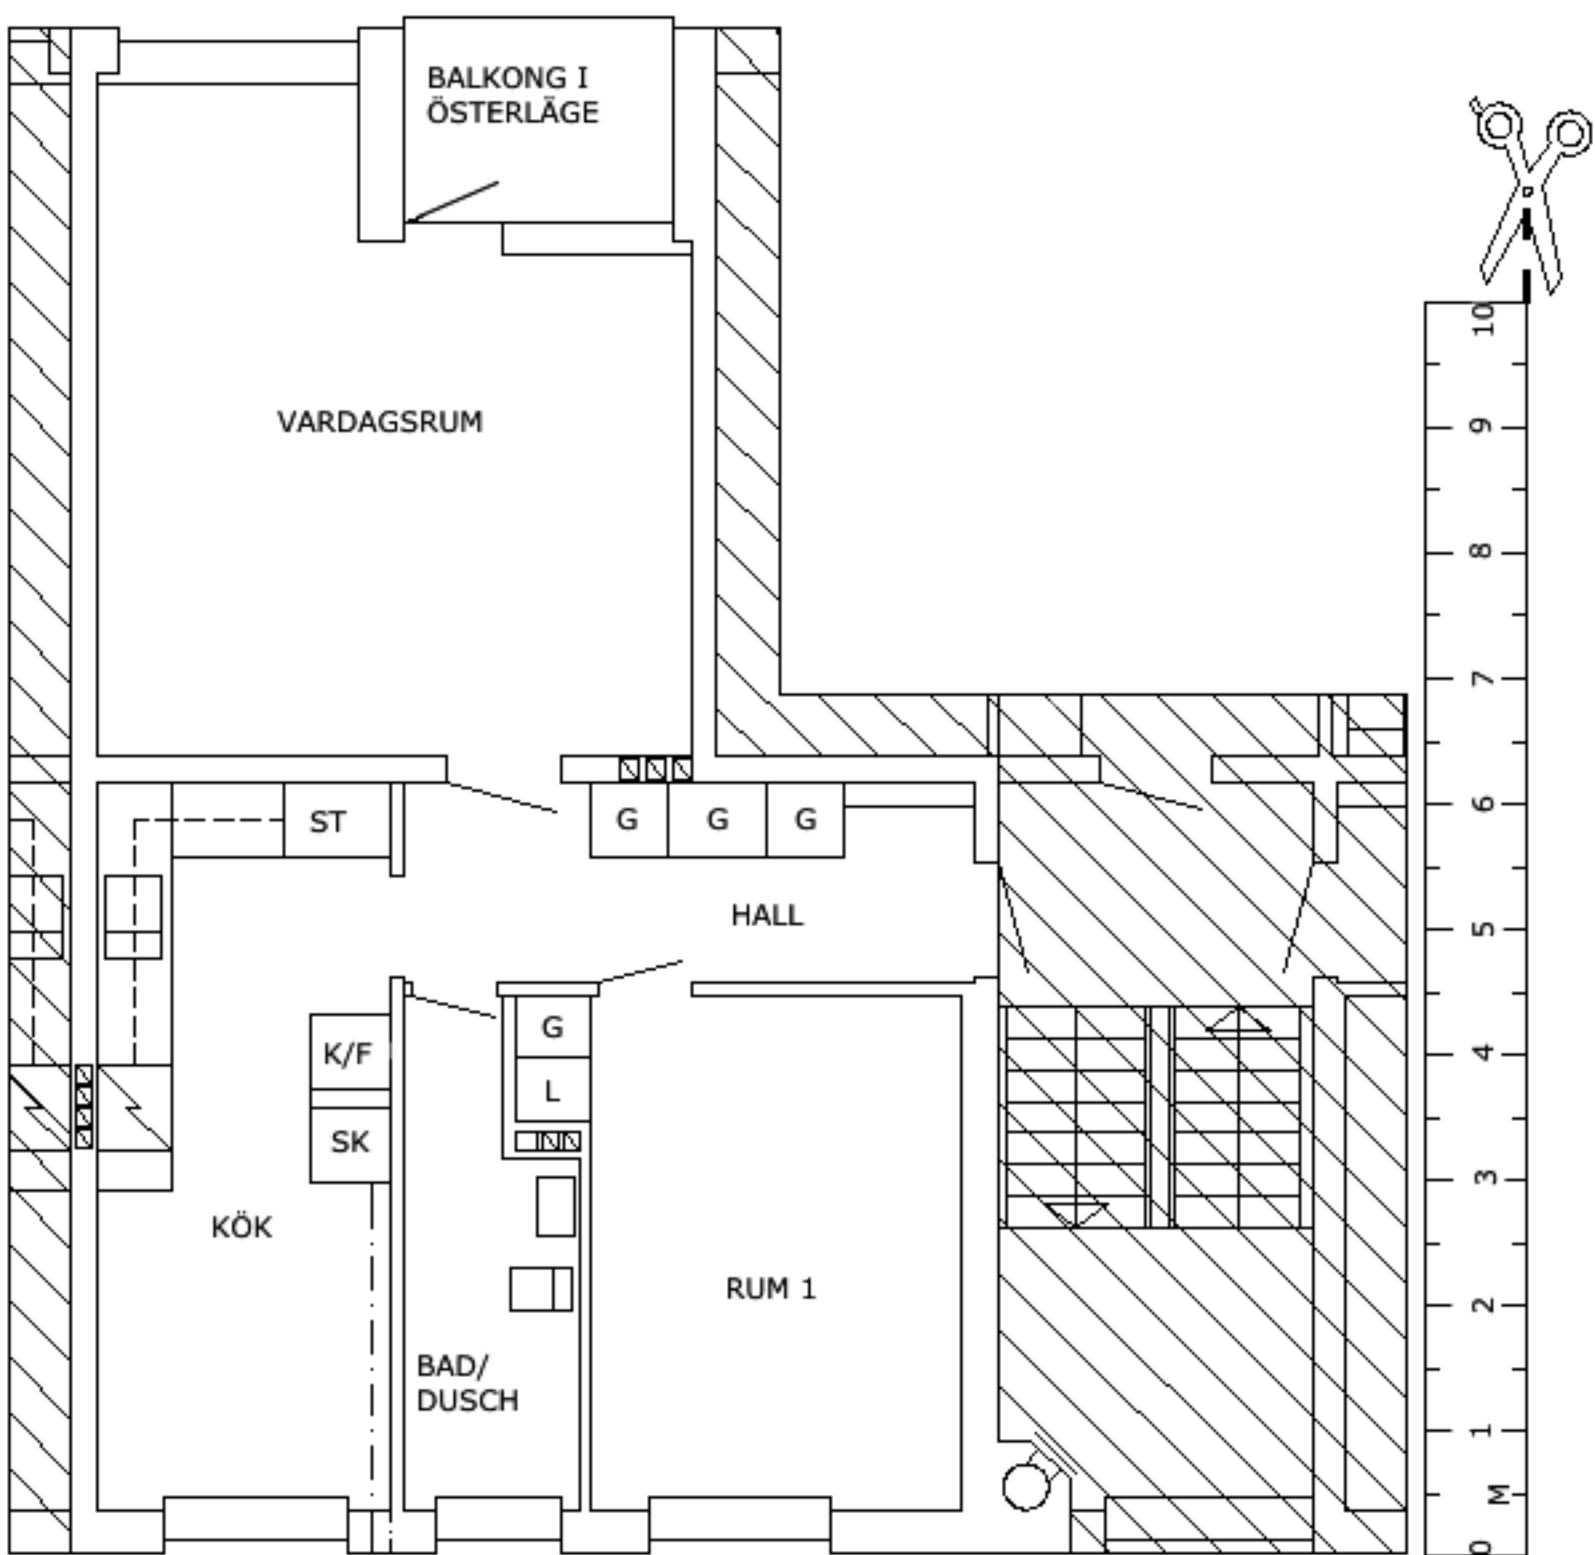 BALKONG I
ÖSTERLÄGE
VARDAGSRUM
ST
G
G
G
HALL
G
K/F
L
SK
KÖK
RUM 1
BAD/
DUSCH
10
9
8
7
6
5
4
3
2
1
M
0